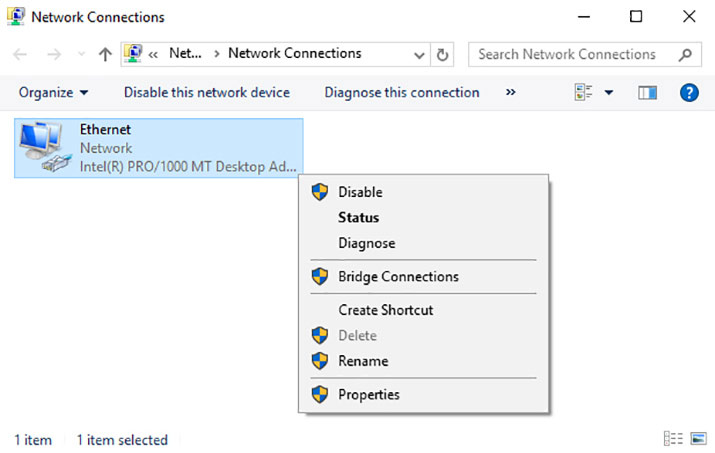 Network Connections
« Net... > Network Connections
Search Network Connections
Organize Disable this network device Diagnose this connection » ?
Ethernet
Network
Intel(R) PRO/1000 MT Desktop Ad...
Disable
Status
Diagnose
Bridge Connections
Create Shortcut
Delete
Rename
Properties
1 item 1 item selected